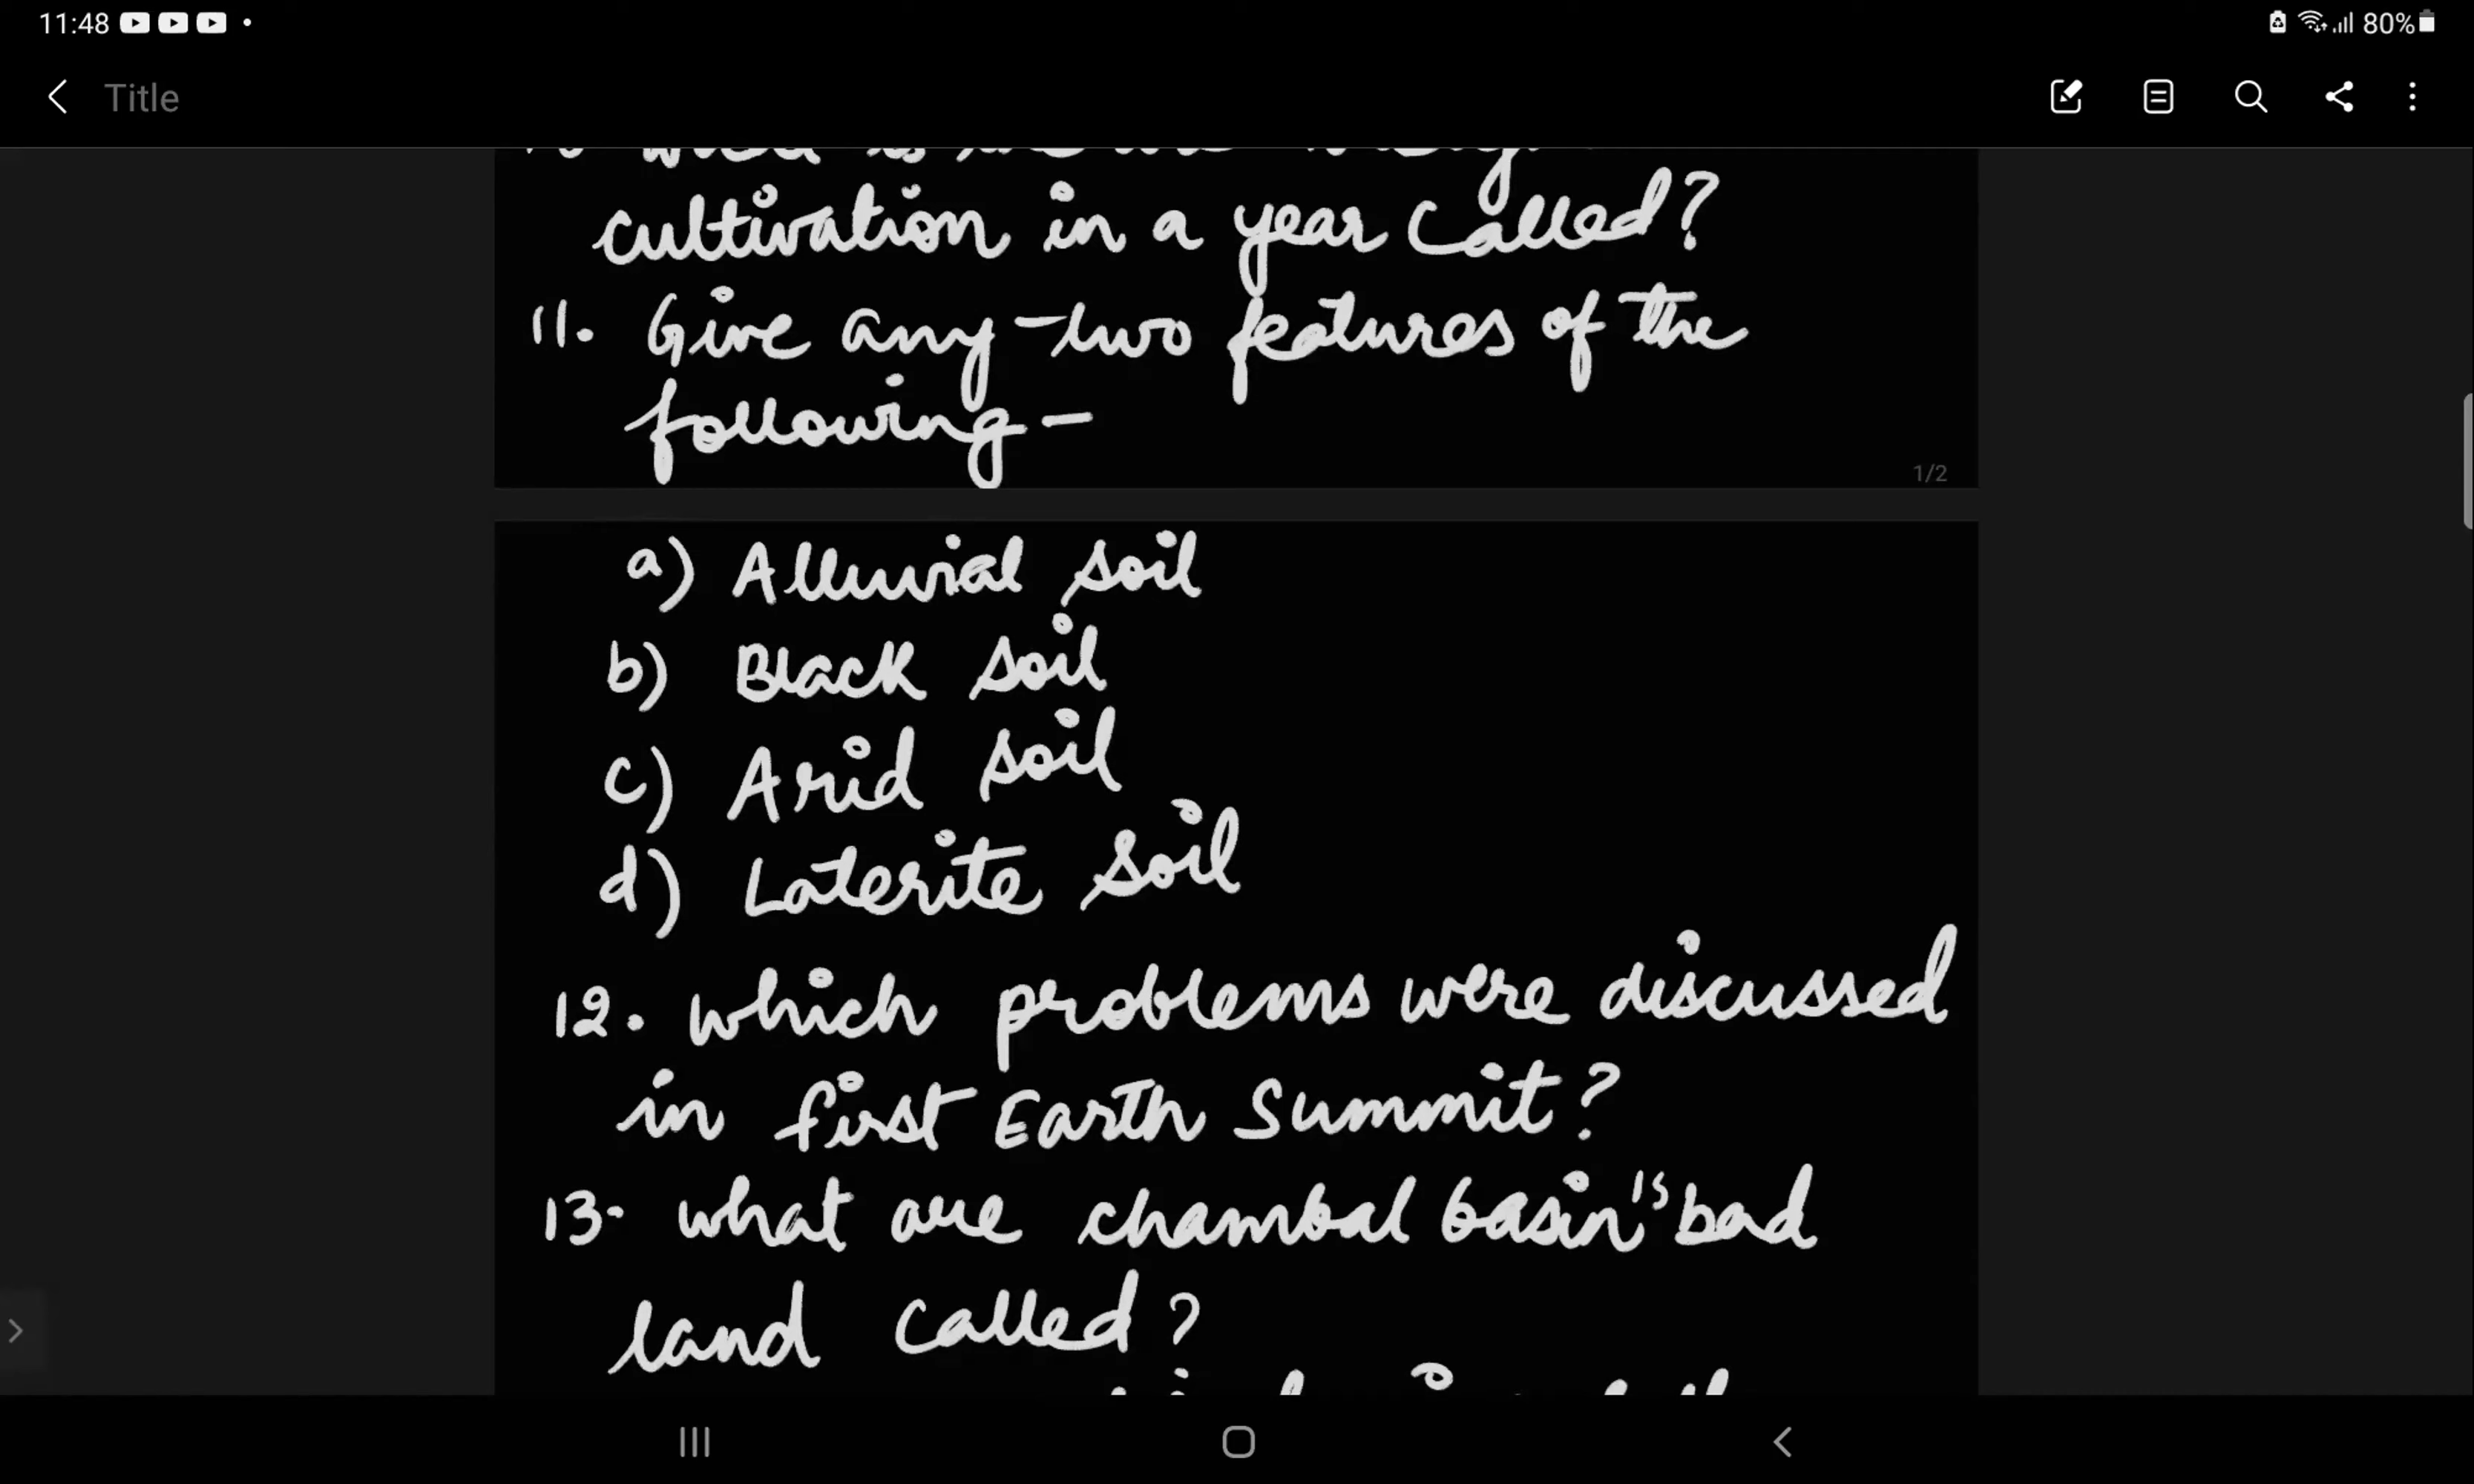 11:48
80%
Title
cultivation in a year called?
11. Give any two features of the
following -
1/2
a) Alluvial soil
b) Black soil
c) Arid soil
d) Laterite soil
12. which problems were discussed
in first Earth Summit?
13. what are chambal basin's bad
land called?